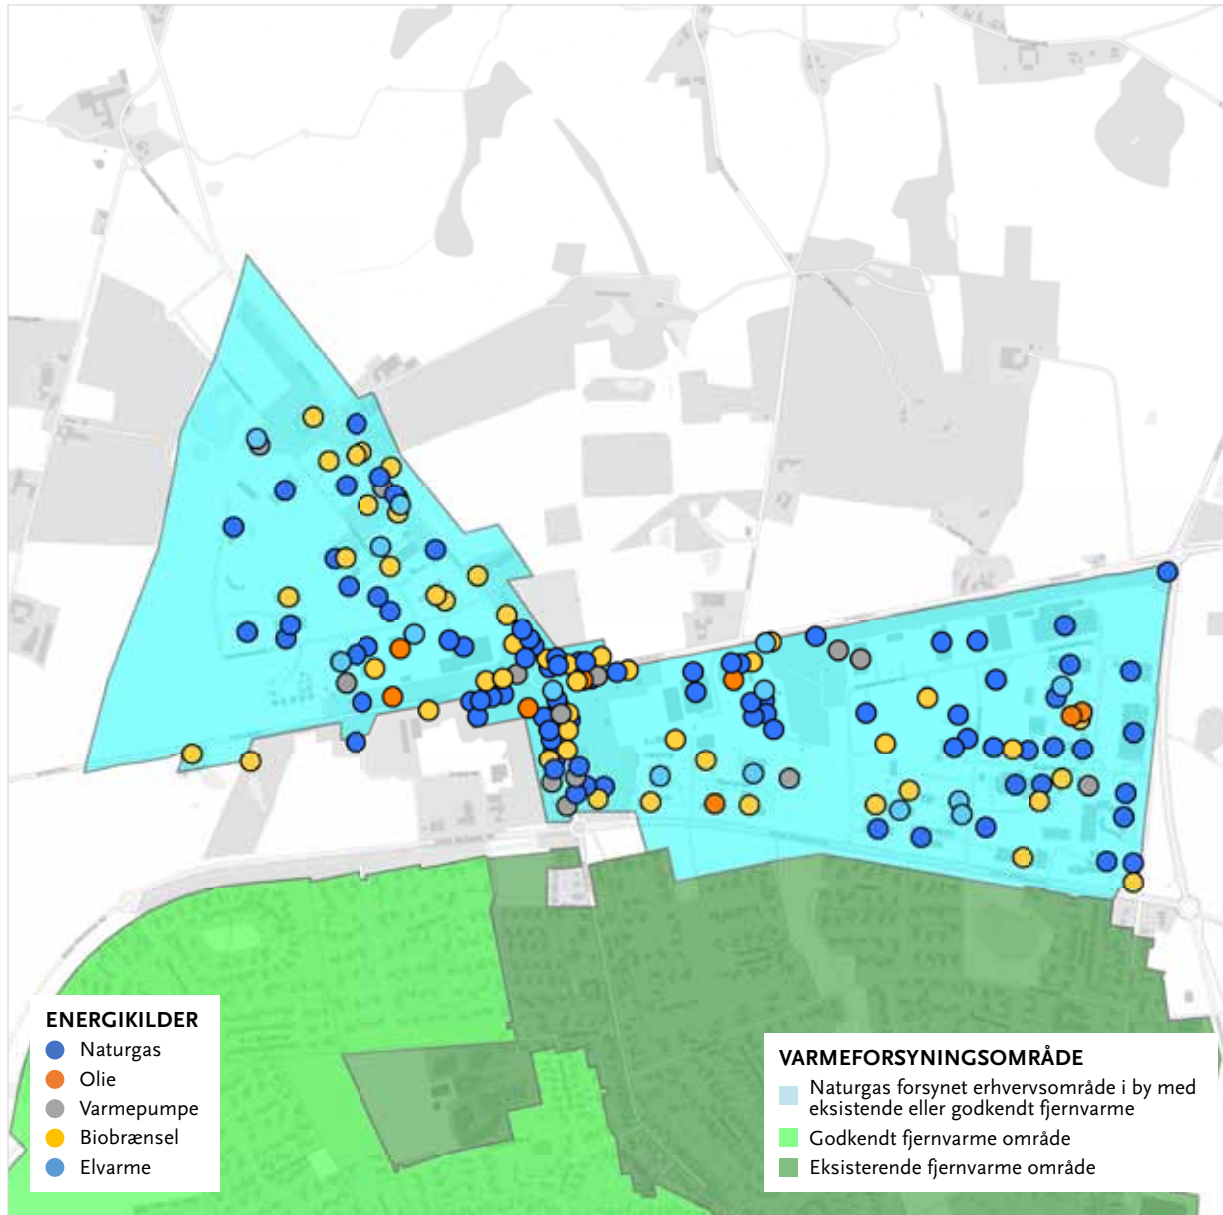 ENERGIKILDER
Naturgas
Olie
Varmepumpe
Biobrænsel
Elvarme
VARMEFORSYNINGSOMRÅDE
Naturgas forsynet erhvervsområde i by med
eksistende eller godkendt fjernvarme
Godkendt fjernvarme område
Eksisterende fjernvarme område